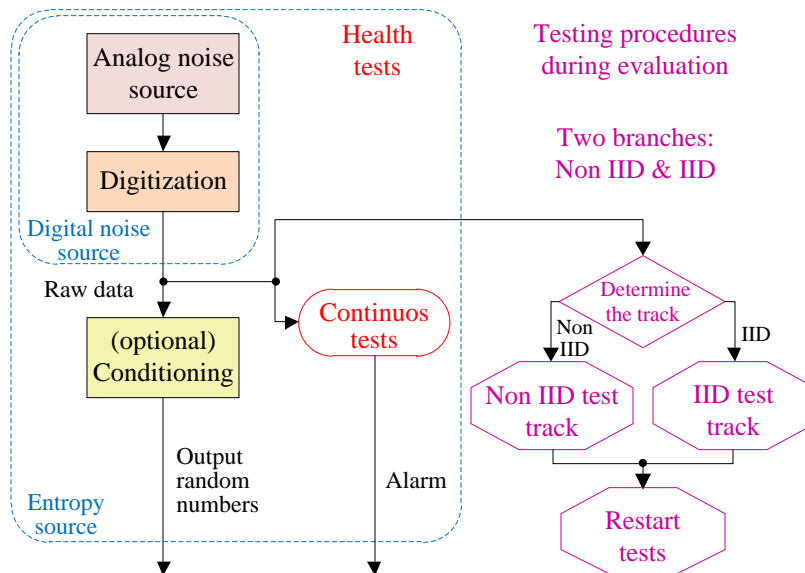 Analog noise
source
Digitization
Digital noise
source
Health
tests
Testing procedures
during evaluation
Two branches:
Non IID & IID
Raw data
(optional)
Conditioning
Continuos
tests
Determine
the track
Non
IID
IID
Non IID test
track
IID test
track
Output
random
numbers
Alarm
Entropy
source
Restart
tests